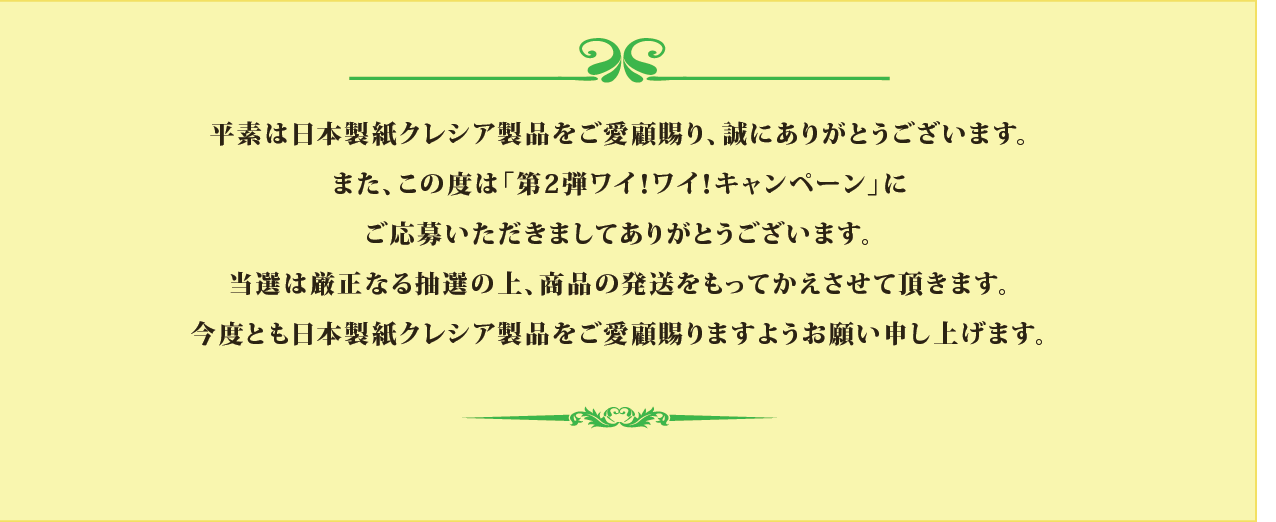 平素は日本製紙クレシア製品をご愛顧賜り、誠にありがとうございます。
また、この度は「第2弾ワイ!ワイ!キャンペーン」に
ご応募いただきましてありがとうございます。
当選は厳正なる抽選の上、商品の発送をもってかえさせて頂きます。
今度とも日本製紙クレシア製品をご愛顧賜りますようお願い申し上げます。